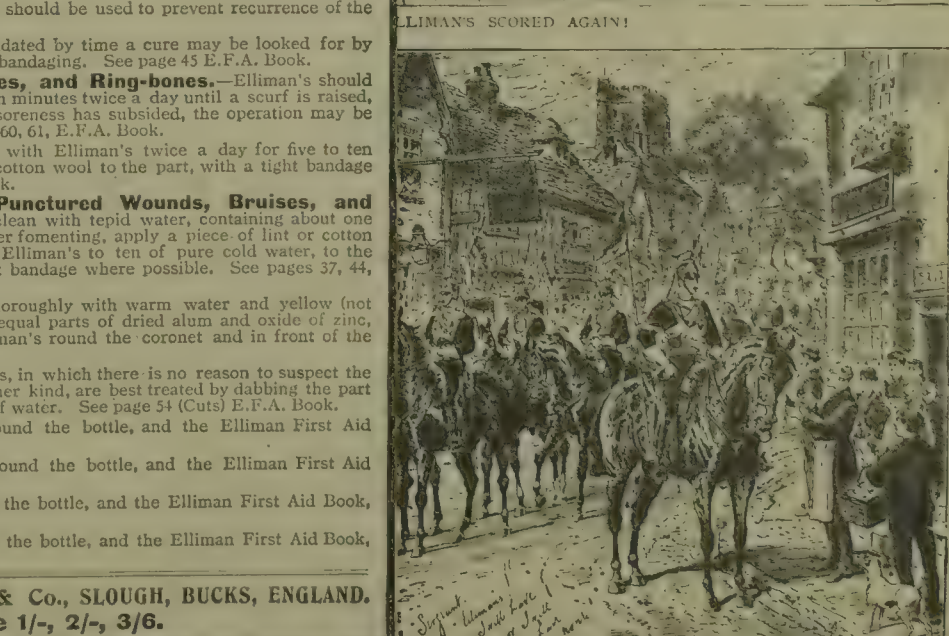 should be used to prevent recurrence of the
dated by time a cure may be looked for by
bandaging. See page 45 E.F.A. Book.
es, and Ring-bones.—Elliman's should
n minutes twice a day until a scurf is raised,
soreness has subsided, the operation may be
60, 61, E.F.A. Book.
with Elliman's twice a day for five to ten
cotton wool to the part, with a tight bandage
k.
Punctured Wounds, Bruises, and
clean with tepid water, containing about one
er fomenting, apply a piece of lint or cotton
Elliman's to ten of pure cold water, to the
bandage where possible. See pages 37, 44,
oroughly with warm water and yellow (not
equal parts of dried alum and oxide of zinc,
man's round the coronet and in front of the
s, in which there is no reason to suspect the
her kind, are best treated by dabbing the part
f water. See page 54 (Cuts) E.F.A. Book.
ound the bottle, and the Elliman First Aid
ound the bottle, and the Elliman First Aid
the bottle, and the Elliman First Aid Book,
the bottle, and the Elliman First Aid Book,
& Co., SLOUGH, BUCKS, ENGLAND.
e 1/-, 2/-, 3/6.
LLIMAN'S SCORED AGAIN!
Sergeant
Elimans